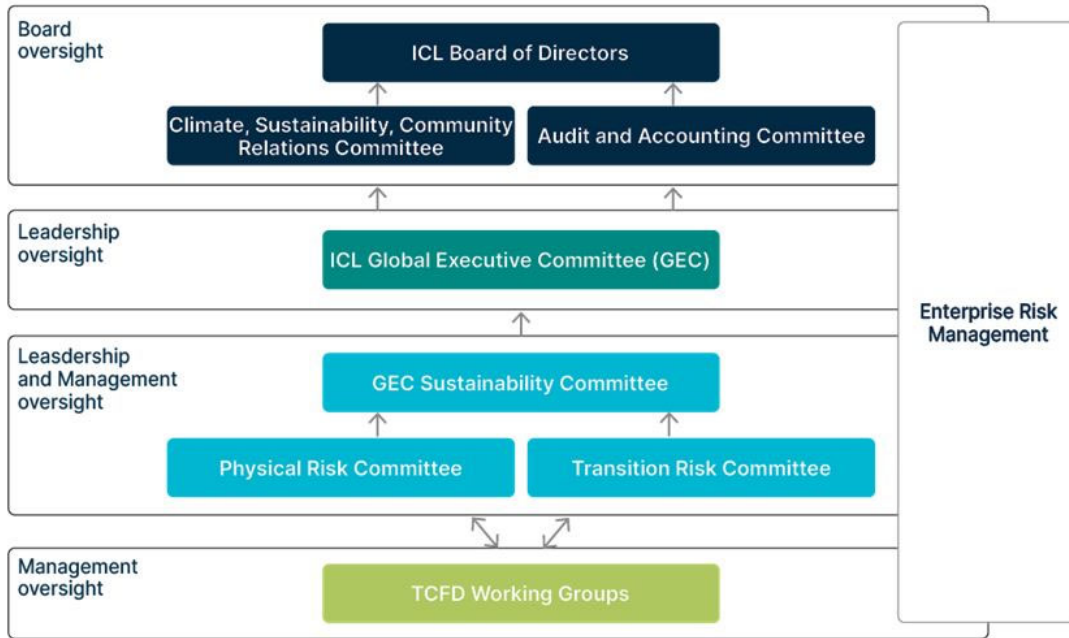 Board
oversight
ICL Board of Directors
Climate, Sustainability, Community
Relations Committee
Audit and Accounting Committee
Leadership
oversight
ICL Global Executive Committee (GEC)
Enterprise Risk
Management
Leasdership
and Management
oversight
GEC Sustainability Committee
Physical Risk Committee
Transition Risk Committee
Management
oversight
TCFD Working Groups